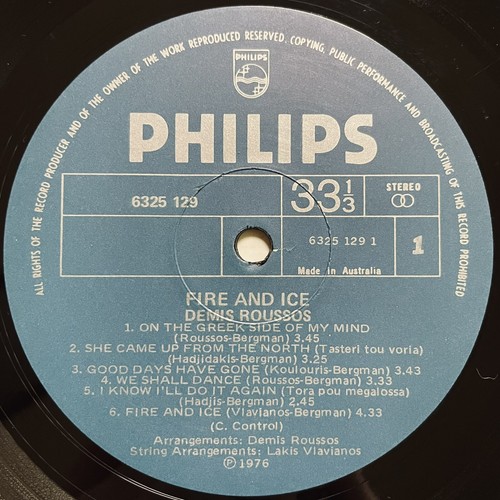 ALL RIGHTS OF THE RECORD PRODUCER AND OF THE OWNER OF THE WORK REPRODUCED RESERVED. COPYING, PUBLIC PERFORMANCE AND BROADCASTING OF THIS RECORD PROHIBITED
PHILIPS
PHILIPS
6325 129
33 1/3
STEREO
6325 129 1
1
Made in Australia
FIRE AND ICE
DEMIS ROUSSOS
1. ON THE GREEK SIDE OF MY MIND
(Roussos-Bergman) 3.45
2. SHE CAME UP FROM THE NORTH (Tasteri tou voria)
(Hadjidakis-Bergman) 3.25
3. GOOD DAYS HAVE GONE (Koulouris-Bergman) 3.43
4. WE SHALL DANCE (Roussos-Bergman) 3.33
5. I KNOW I'LL DO IT AGAIN (Tora pou megalossa)
(Hadjis-Bergman) 2.45
6. FIRE AND ICE (Vlavianos-Bergman) 4.33
(C. Control)
Arrangements: Demis Roussos
String Arrangements: Lakis Vlavianos
Ⓟ 1976